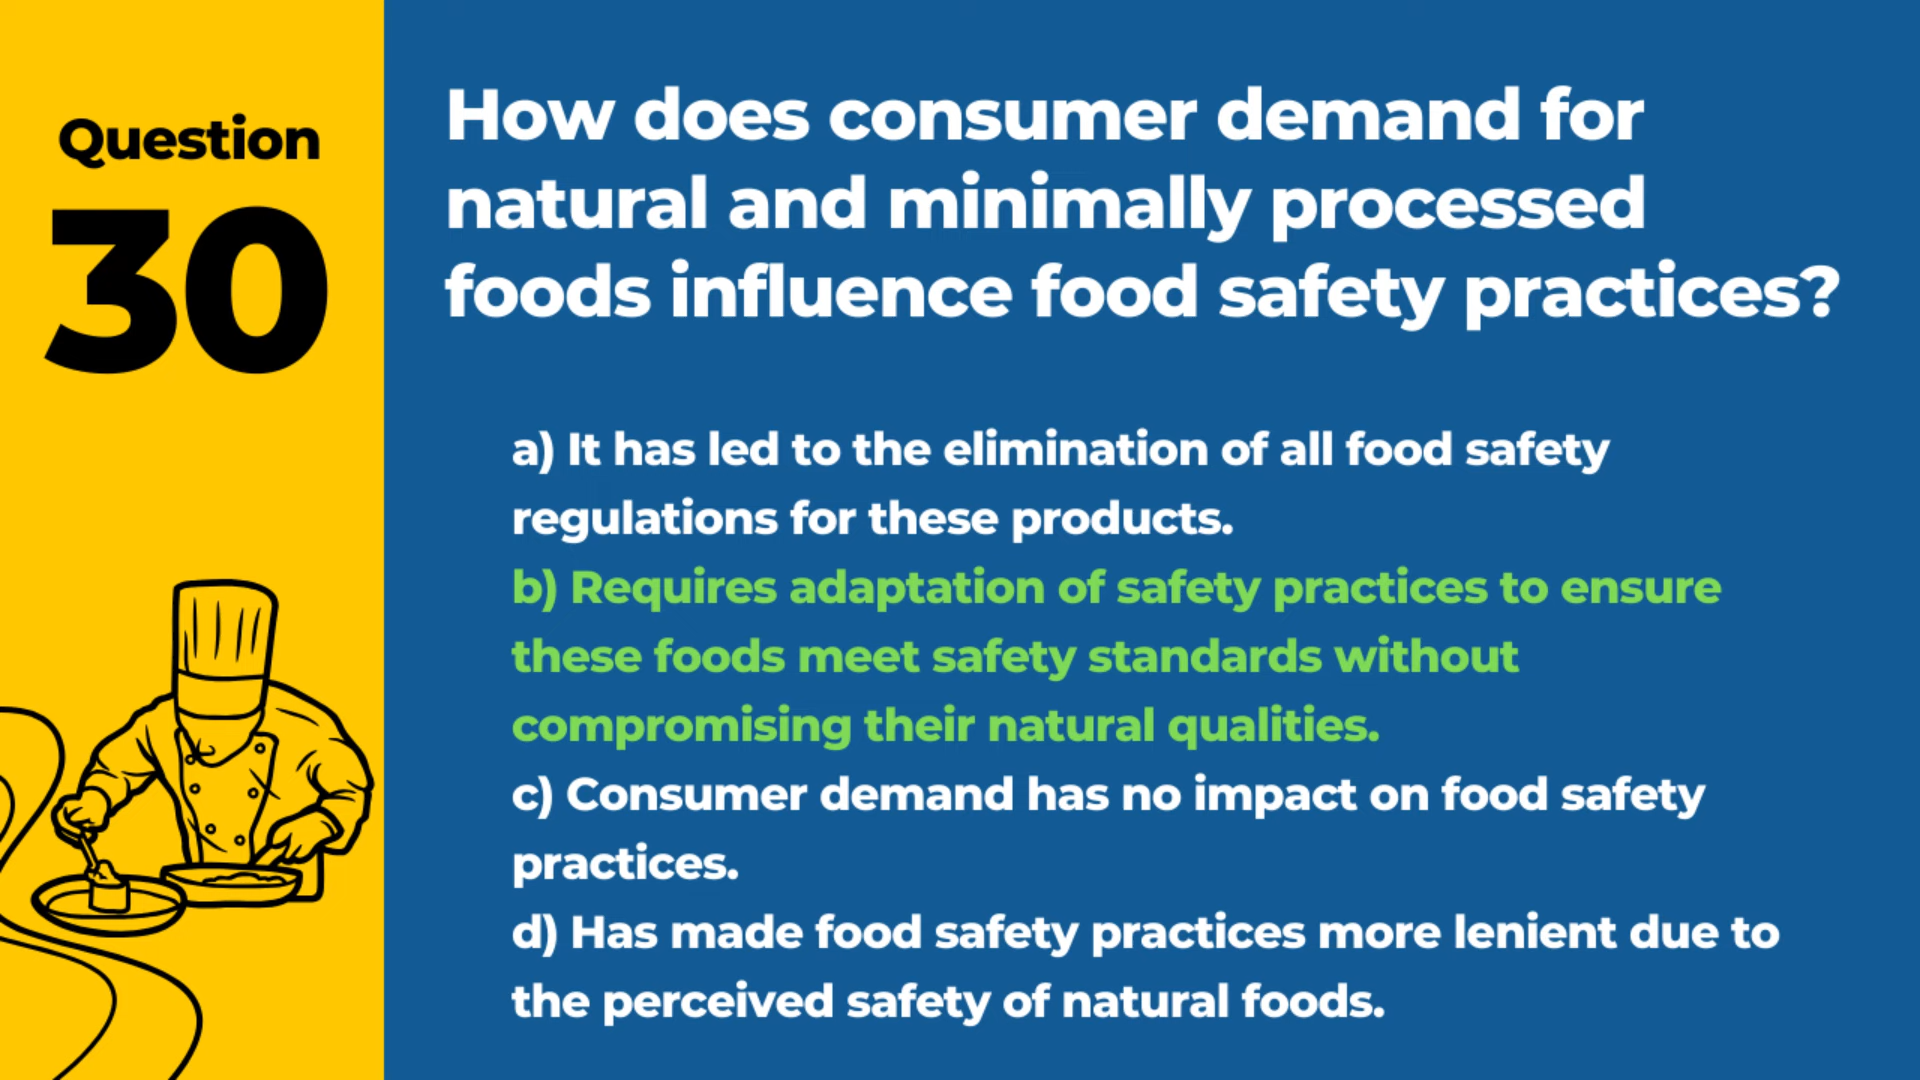 Question
30
How does consumer demand for
natural and minimally processed
foods influence food safety practices?
a) It has led to the elimination of all food safety
regulations for these products.
b) Requires adaptation of safety practices to ensure
these foods meet safety standards without
compromising their natural qualities.
c) Consumer demand has no impact on food safety
practices.
d) Has made food safety practices more lenient due to
the perceived safety of natural foods.